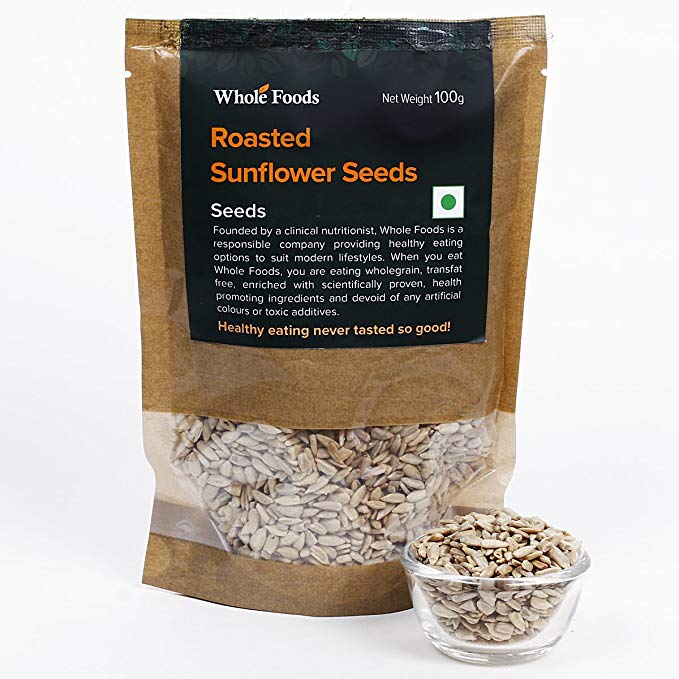 Whole Foods
Net Weight 100g
Roasted
Sunflower Seeds
Seeds
Founded by a clinical nutritionist, Whole Foods is a
responsible company providing healthy eating
options to suit modern lifestyles. When you eat
Whole Foods, you are eating wholegrain, transfat
free, enriched with scientifically proven, health
promoting ingredients and devoid of any artificial
colours or toxic additives.
Healthy eating never tasted so good!